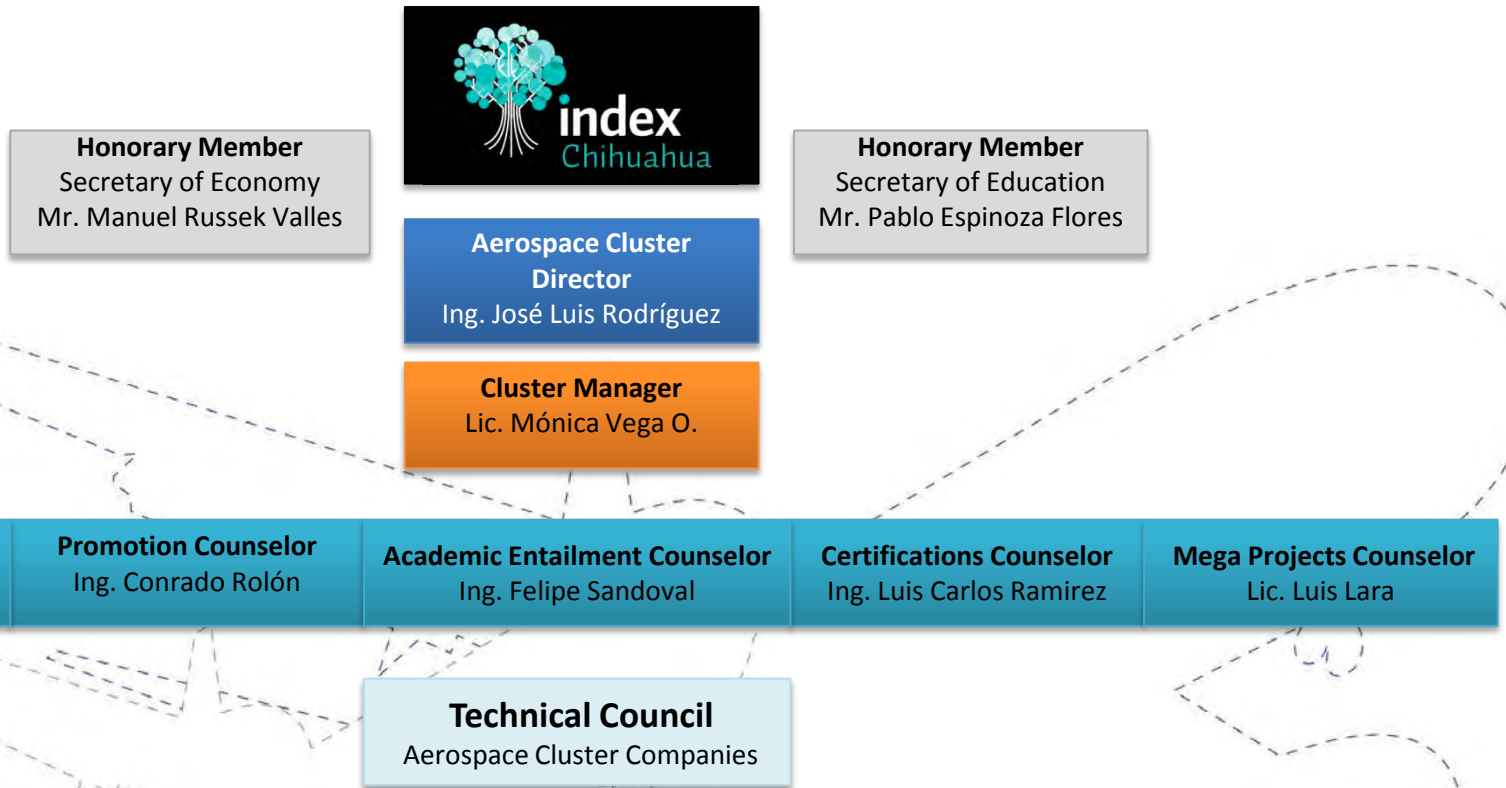 index
Chihuahua
Honorary Member
Secretary of Economy
Mr. Manuel Russek Valles
Honorary Member
Secretary of Education
Mr. Pablo Espinoza Flores
Aerospace Cluster
Director
Ing. José Luis Rodríguez
Cluster Manager
Lic. Mónica Vega O.
Promotion Counselor
Ing. Conrado Rolón
Academic Entailment Counselor
Ing. Felipe Sandoval
Certifications Counselor
Ing. Luis Carlos Ramirez
Mega Projects Counselor
Lic. Luis Lara
Technical Council
Aerospace Cluster Companies